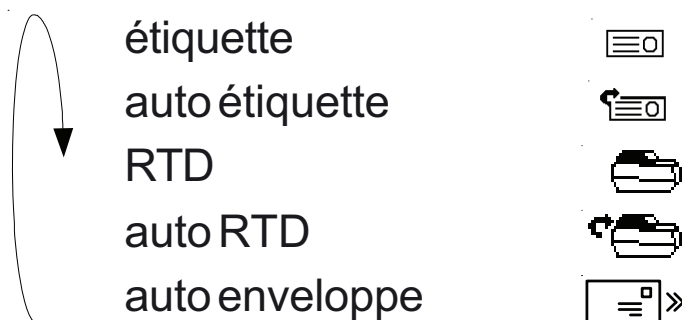 étiquette
auto étiquette
RTD
auto RTD
auto enveloppe